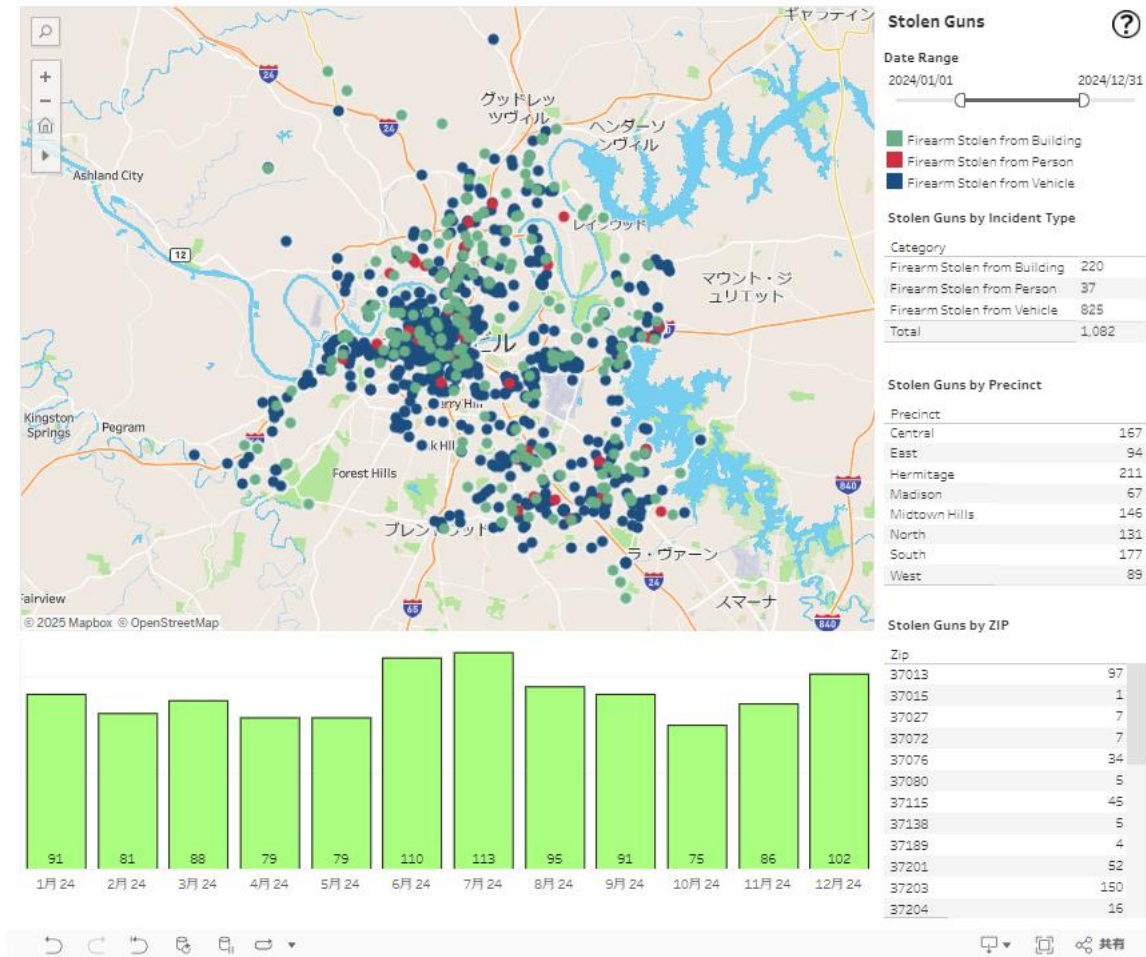 ギャラティン
24
グッドレッ
ツヴィル
24
ヘンダーソ
ンヴィル
Ashland City
レイクウッド
12
マウント・ジ
ュリエット
ビル
Kingston
Springs
Pegram
Forest Hills
840
ラ・ヴァーン
24
スマーナ
Fairview
65
840
© 2025 Mapbox © OpenStreetMap
Stolen Guns
?
Date Range
2024/01/01 2024/12/31
Firearm Stolen from Building
Firearm Stolen from Person
Firearm Stolen from Vehicle
Stolen Guns by Incident Type
Category
Firearm Stolen from Building 220
Firearm Stolen from Person 37
Firearm Stolen from Vehicle 825
Total 1,082
Stolen Guns by Precinct
Precinct
Central 167
East 94
Hermitage 211
Madison 67
Midtown Hills 146
North 131
South 177
West 89
Stolen Guns by ZIP
Zip
37013 97
37015 1
37027 7
37072 7
37076 34
37080 5
37115 45
37138 5
37189 4
37201 52
37203 150
37204 16
91 81 88 79 79 110 113 95 91 75 86 102
1月 24 2月 24 3月 24 4月 24 5月 24 6月 24 7月 24 8月 24 9月 24 10月 24 11月 24 12月 24
共有